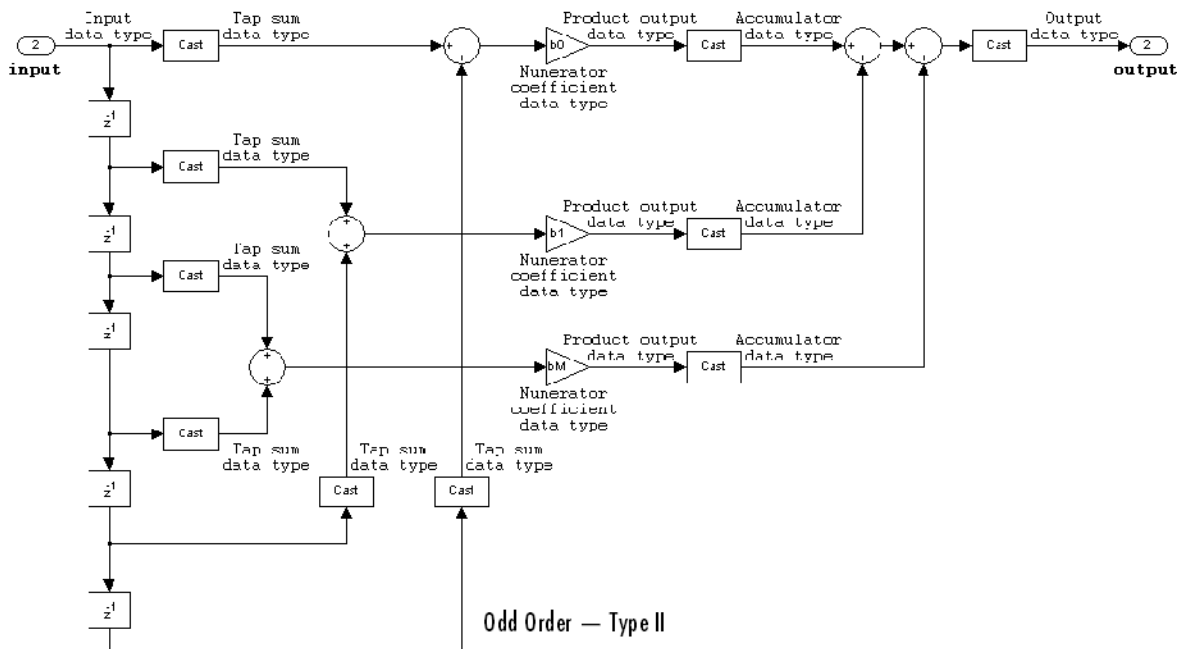 Input
data type
Tap sum
data type
Product output
data type
Accumulator
data type
Output
data type
2
input
Cast
+
+
b0
Cast
+
+
+
+
Cast
2
output
Nunerator
coefficient
data type
z-1
Tap sum
data type
Cast
Product output
data type
Accumulator
data type
z-1
+
+
b1
Cast
Nunerator
coefficient
data type
Tap sum
data type
Cast
z-1
Product output
data type
Accumulator
data type
+
+
bM
Cast
Nunerator
coefficient
data type
Cast
Tap sum
data type
Tap sum
data type
Tap sum
data type
z-1
Cast
Cast
z-1
Odd Order — Type II